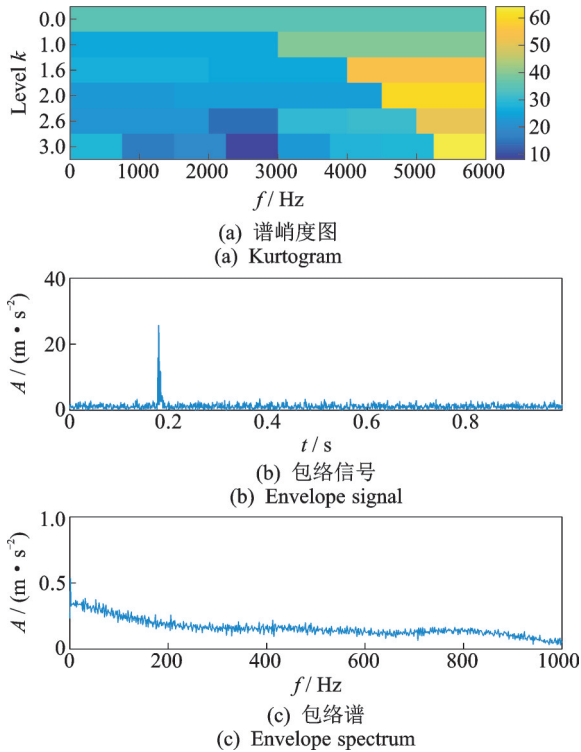 0.0
1.0
1.6
2.0
2.6
3.0
Level k
0 1000 2000 3000 4000 5000 6000
f / Hz
60
50
40
30
20
10
(a) 谱峭度图
(a) Kurtogram
40
20
0
A / (m • s⁻²)
0 0.2 0.4 0.6 0.8
t / s
(b) 包络信号
(b) Envelope signal
1.0
0.5
0
A / (m • s⁻²)
0 200 400 600 800 1000
f / Hz
(c) 包络谱
(c) Envelope spectrum